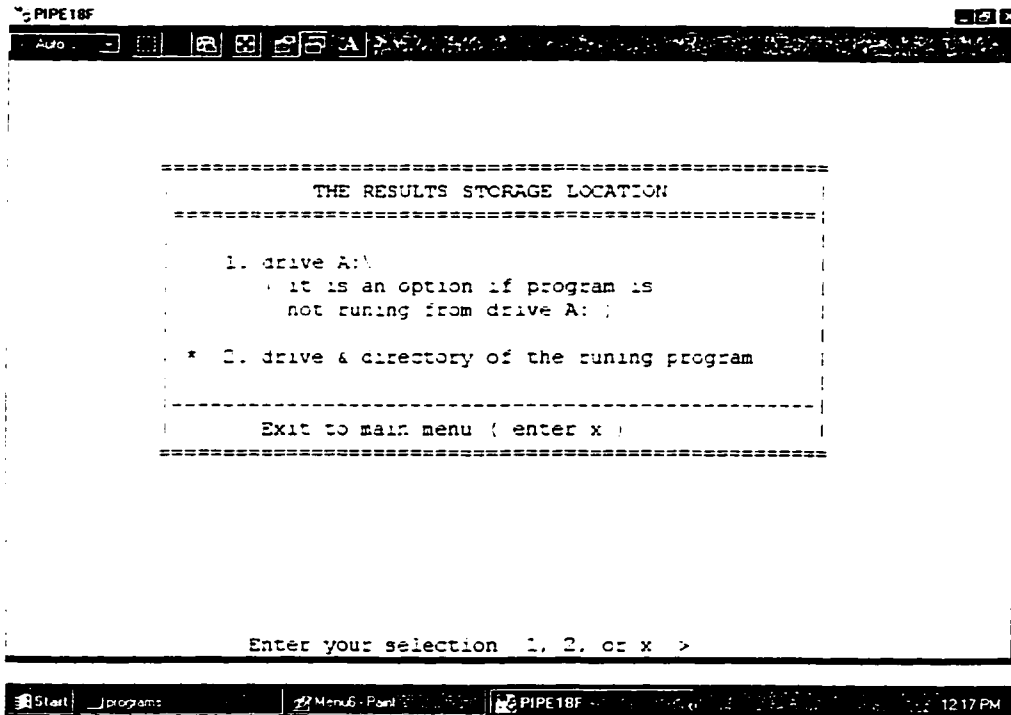 PIPE18F
Auto
A
THE RESULTS STORAGE LOCATION
1. drive A:\
( it is an option if program is
not runing from drive A: )
* 2. drive & directory of the runing program
Exit to main menu ( enter x )
Enter your selection 1, 2, or x >
Start programs Menu6 - Paint PIPE18F 12:17 PM